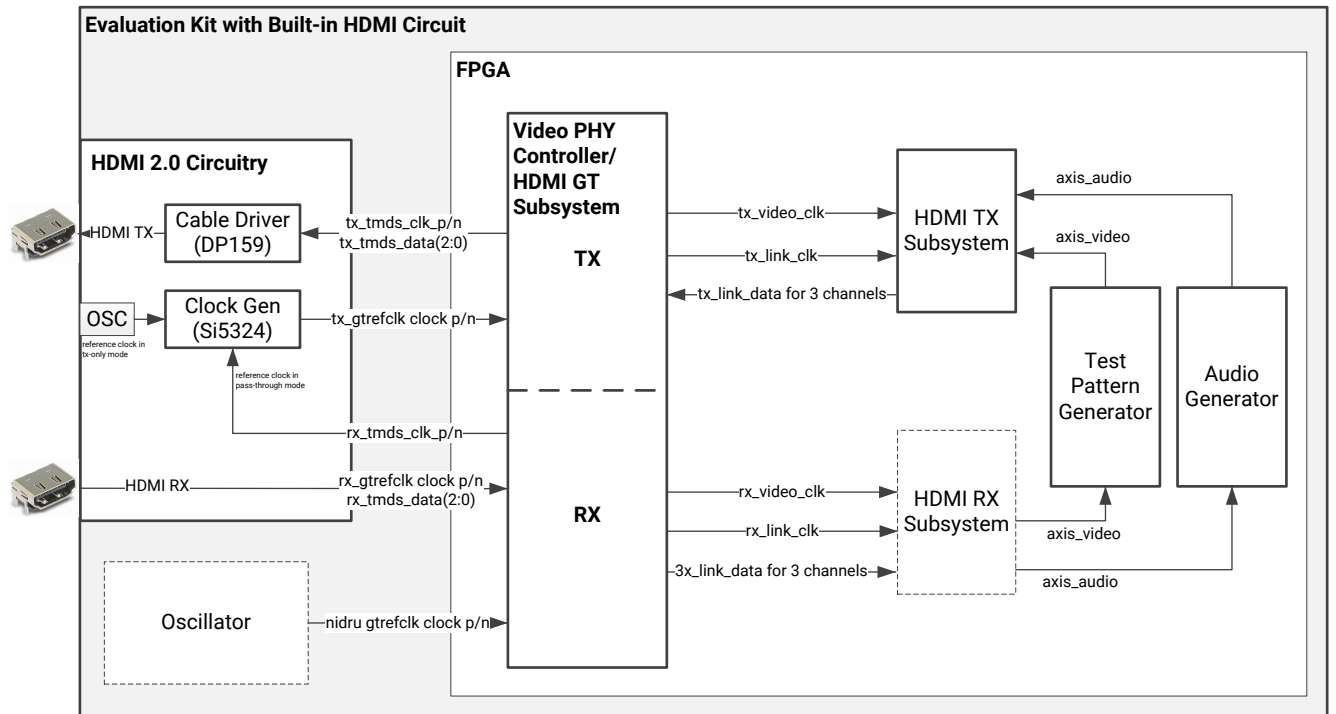 Evaluation Kit with Built-in HDMI Circuit
FPGA
HDMI 2.0 Circuitry
HDMI TX
Cable Driver
(DP159)
tx_tmds_clk_p/n
tx_tmds_data(2:0)
OSC
reference clock in
tx-only mode
Clock Gen
(Si5324)
tx_gtrefclk clock p/n
reference clock in
pass-through mode
rx_tmds_clk_p/n
HDMI RX
rx_gtrefclk clock p/n
rx_tmds_data(2:0)
Oscillator
nidru gtrefclk clock p/n
Video PHY
Controller/
HDMI GT
Subsystem
TX
RX
tx_video_clk
tx_link_clk
tx_link_data for 3 channels
HDMI TX
Subsystem
axis_audio
axis_video
Test
Pattern
Generator
Audio
Generator
rx_video_clk
rx_link_clk
3x_link_data for 3 channels
HDMI RX
Subsystem
axis_video
axis_audio